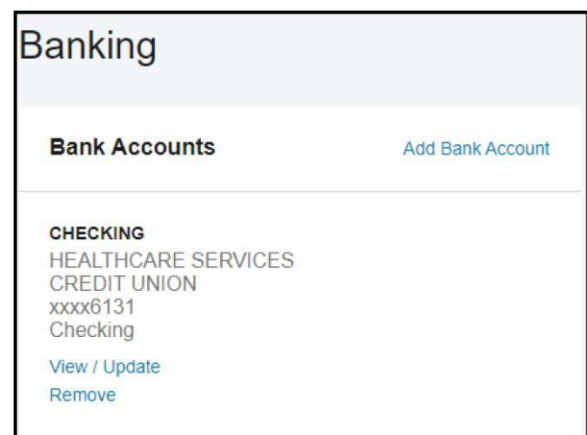 Banking
Bank Accounts
Add Bank Account
CHECKING
HEALTHCARE SERVICES
CREDIT UNION
xxxx6131
Checking
View / Update
Remove